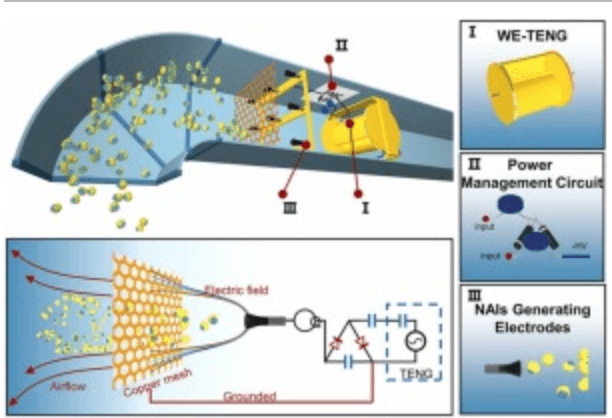 II
III
I
I
WE-TENG
II
Power
Management Circuit
input
input
III
NAIs Generating
Electrodes
Electric field
Airflow
Copper mesh
Grounded
TENG